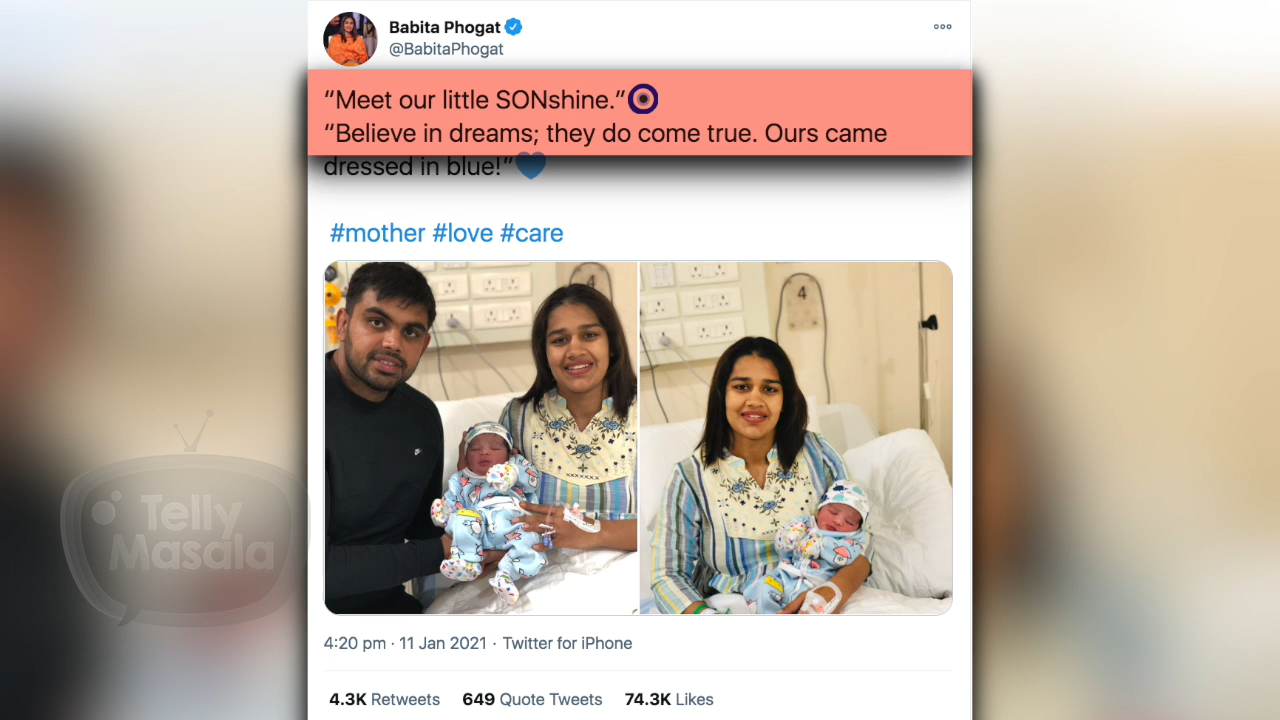 Babita Phogat
@BabitaPhogat
“Meet our little SONshine.”
“Believe in dreams; they do come true. Ours came
dressed in blue!“
#mother #love #care
4
4
Telly
Masala
4:20 pm · 11 Jan 2021 · Twitter for iPhone
4.3K Retweets 649 Quote Tweets 74.3K Likes